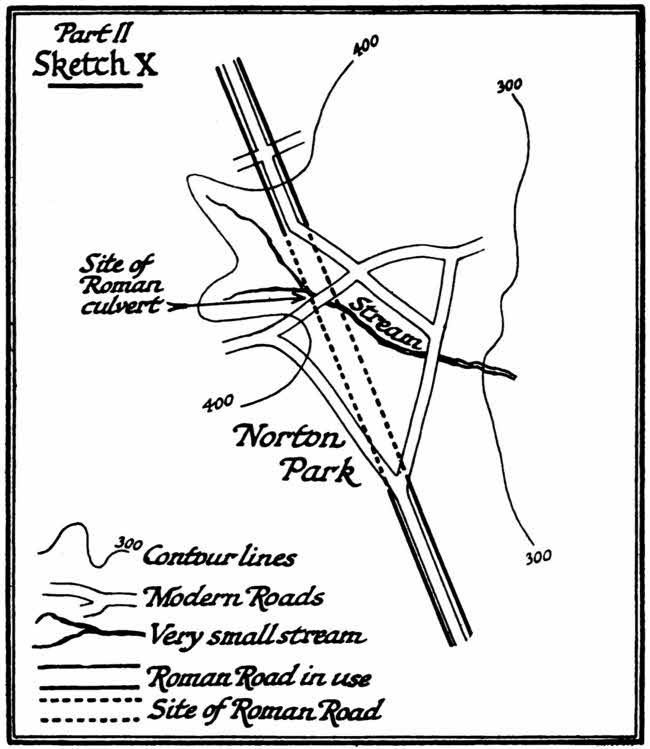 Part II
Sketch X
400
300
Site of
Roman
culvert
Stream
400
Norton
Park
300
300 Contour lines
Modern Roads
Very small stream
Roman Road in use
Site of Roman Road